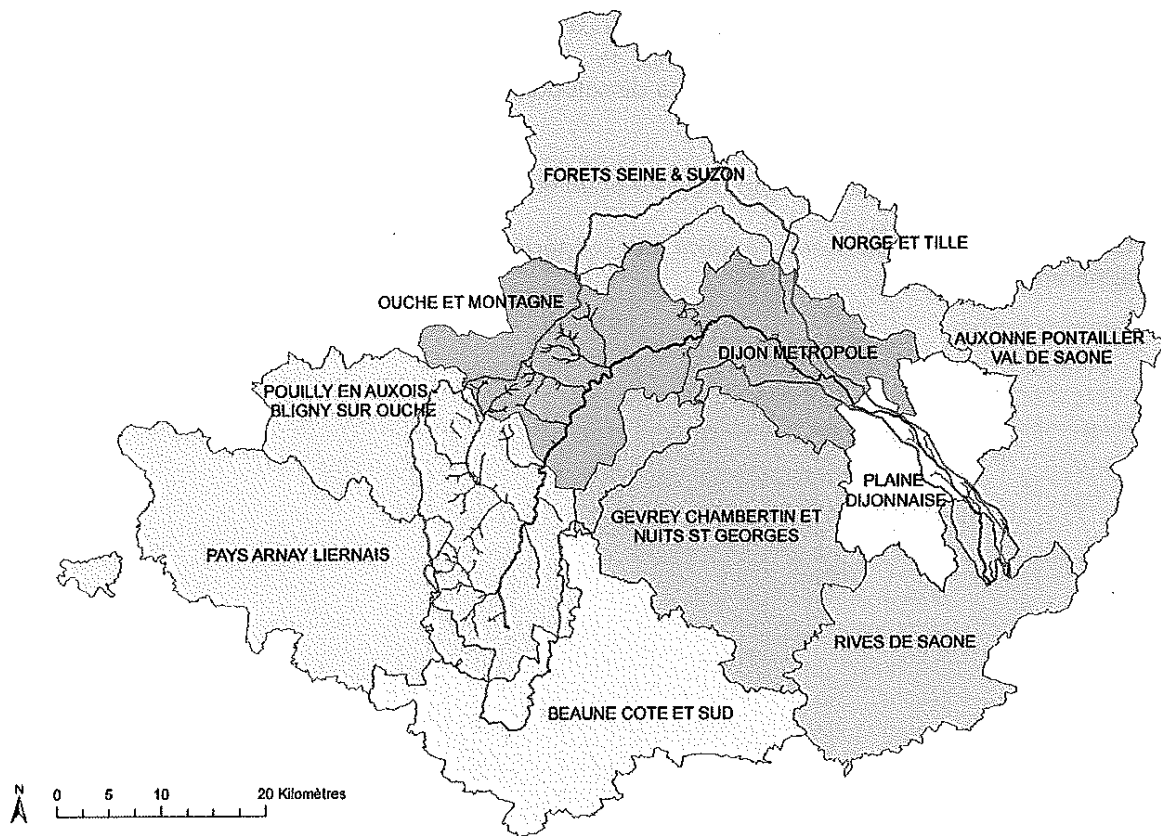 FORETS SEINE & SUZON
NORGE ET TILLE
OUCHE ET MONTAGNE
AUXONNE PONTAILLER
VAL DE SAONE
DIJON METROPOLE
POUILLY EN AUXOIS
BLIGNY SUR OUCHE
PLAINE
DIJONNAISE
GEVREY CHAMBERTIN ET
NUITS ST GEORGES
PAYS ARNAY LIERNAIS
RIVES DE SAONE
BEAUNE COTE ET SUD
N
0 5 10 20 Kilomètres